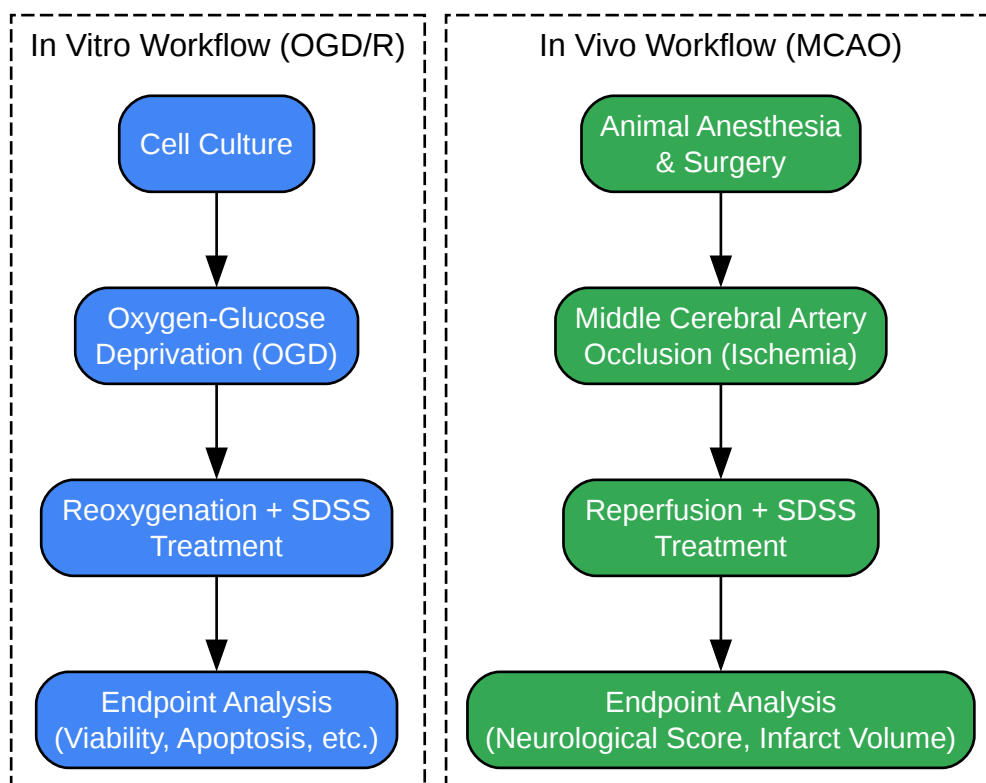 In Vitro Workflow (OGD/R)
Cell Culture
Oxygen-Glucose
Deprivation (OGD)
Reoxygenation + SDSS
Treatment
Endpoint Analysis
(Viability, Apoptosis, etc.)
In Vivo Workflow (MCAO)
Animal Anesthesia
& Surgery
Middle Cerebral Artery
Occlusion (Ischemia)
Reperfusion + SDSS
Treatment
Endpoint Analysis
(Neurological Score, Infarct Volume)